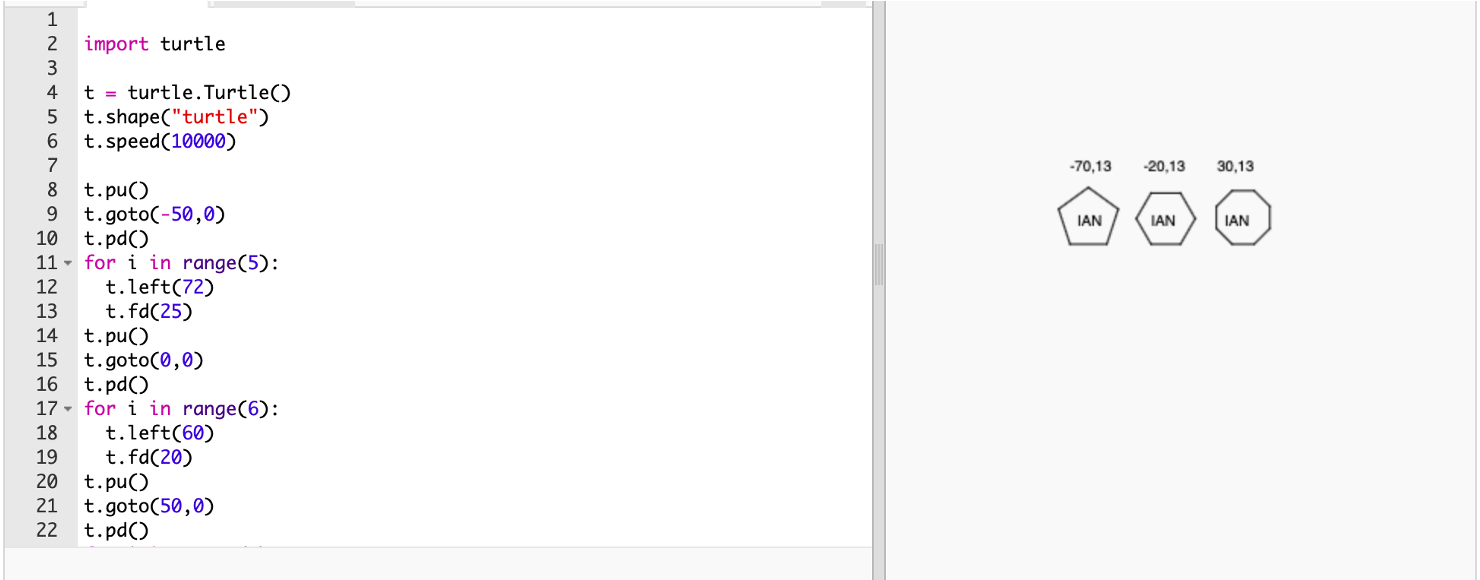 1
2 import turtle
3
4 t = turtle.Turtle()
5 t.shape("turtle")
6 t.speed(10000)
7
8 t.pu()
9 t.goto(-50,0)
10 t.pd()
11 for i in range(5):
12 t.left(72)
13 t.fd(25)
14 t.pu()
15 t.goto(0,0)
16 t.pd()
17 for i in range(6):
18 t.left(60)
19 t.fd(20)
20 t.pu()
21 t.goto(50,0)
22 t.pd()
-70,13 -20,13 30,13
IAN IAN IAN